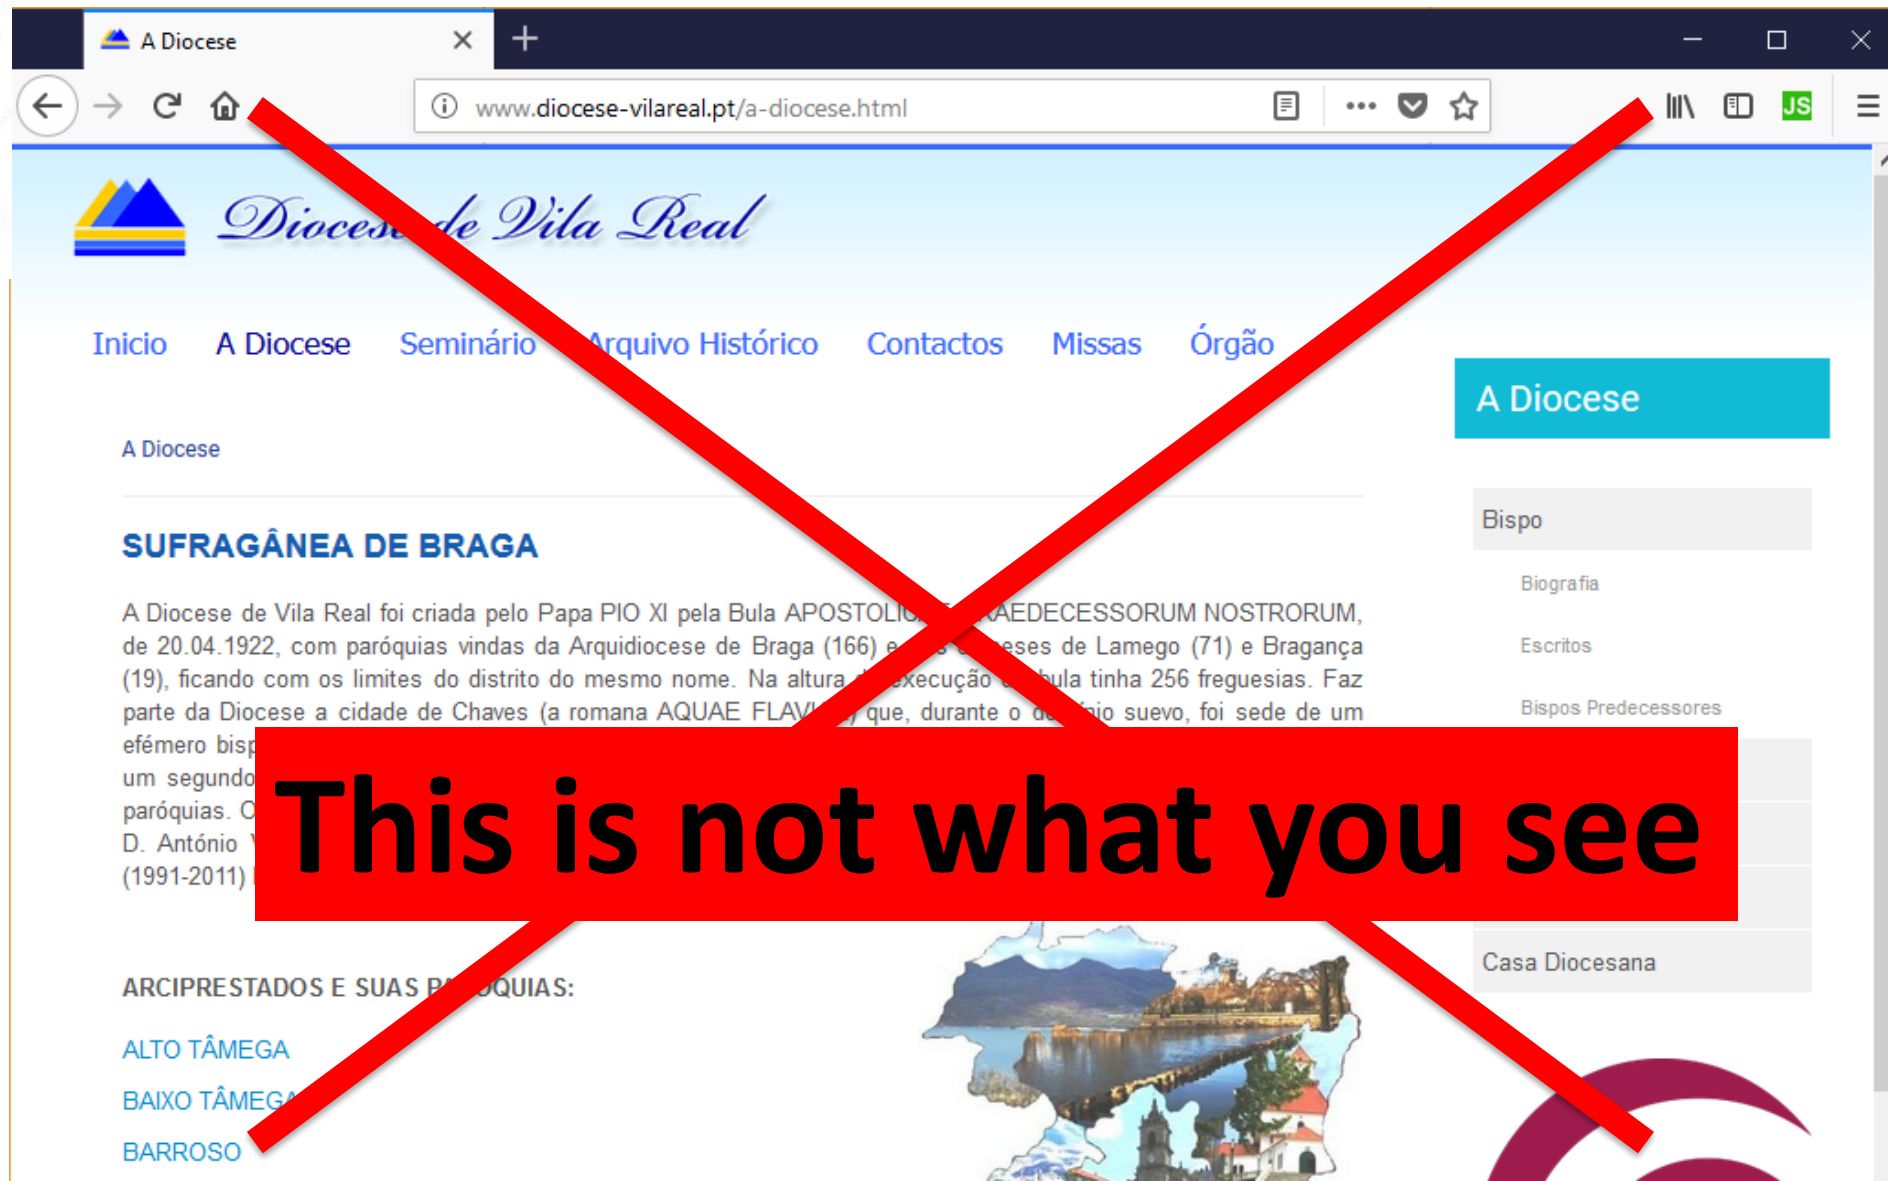 A Diocese
www.diocese-vilareal.pt/a-diocese.html
JS
Diocese de Vila Real
Inicio A Diocese Seminário Arquivo Histórico Contactos Missas Órgão
A Diocese
A Diocese
SUFRAGÂNEA DE BRAGA
A Diocese de Vila Real foi criada pelo Papa PIO XI pela Bula NOSTRORUM,
de 20.04.1922, com paróquias vindas da Arquidiocese de Braga (166) e de Lamego (71) e Bragança
(19), ficando com os limites do distrito do mesmo nome. Na altura execução bula tinha 256 freguesias. Faz
parte da Diocese a cidade de Chaves (a romana AQUAE que, durante o suevo, foi sede de um
efémero
um segundo
paróquias.
D. António
(1991-2011)
This is not what you see
ARCIPRESTADOS E SUAS PARÓQUIAS:
ALTO TÂMEGA
BAIXO TÂMEGA
BARROSO
Bispo
Biografia
Escritos
Bispos Predecessores
Casa Diocesana